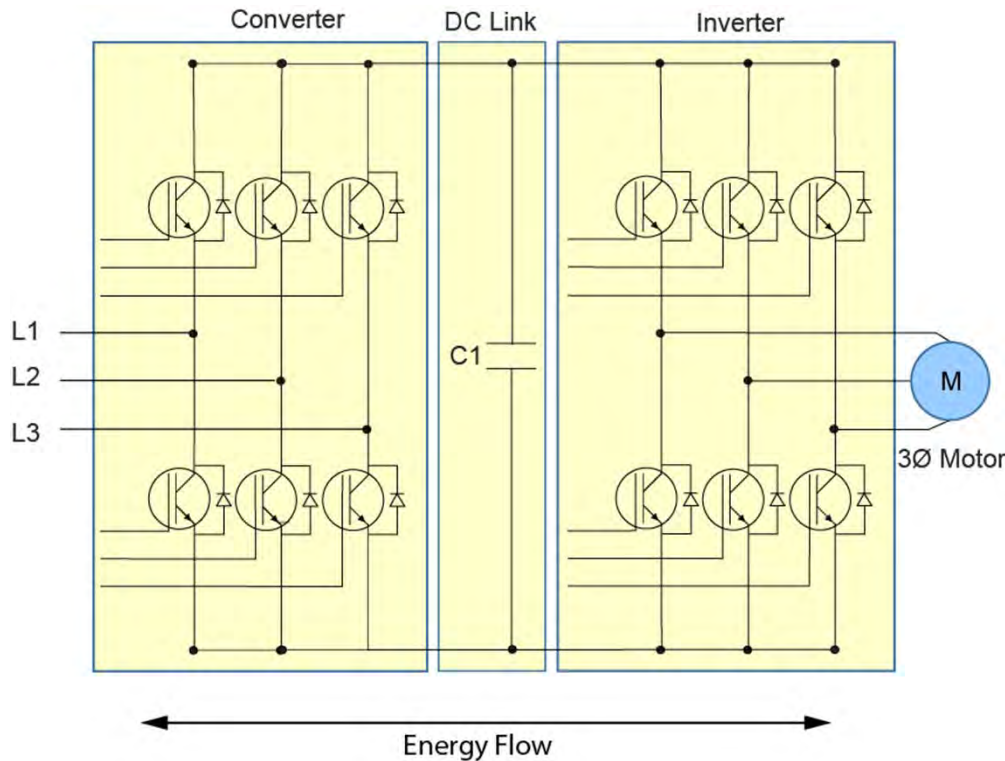 Converter
DC Link
Inverter
L1
L2
L3
C1
M
3Ø Motor
Energy Flow